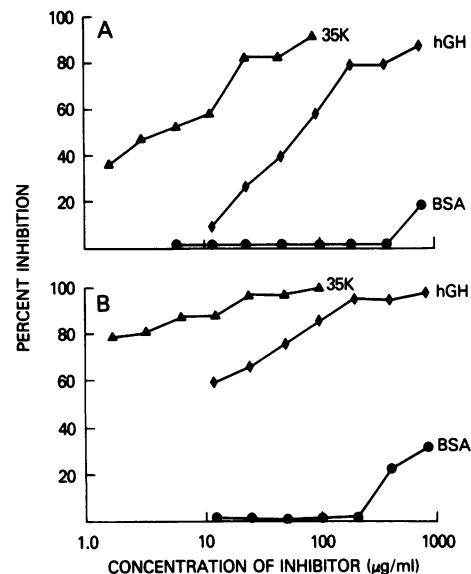 A
35K
hGH
BSA
100
80
60
40
20
B
35K
hGH
BSA
100
80
60
40
20
PERCENT INHIBITION
1.0
10
100
1000
CONCENTRATION OF INHIBITOR (µg/ml)